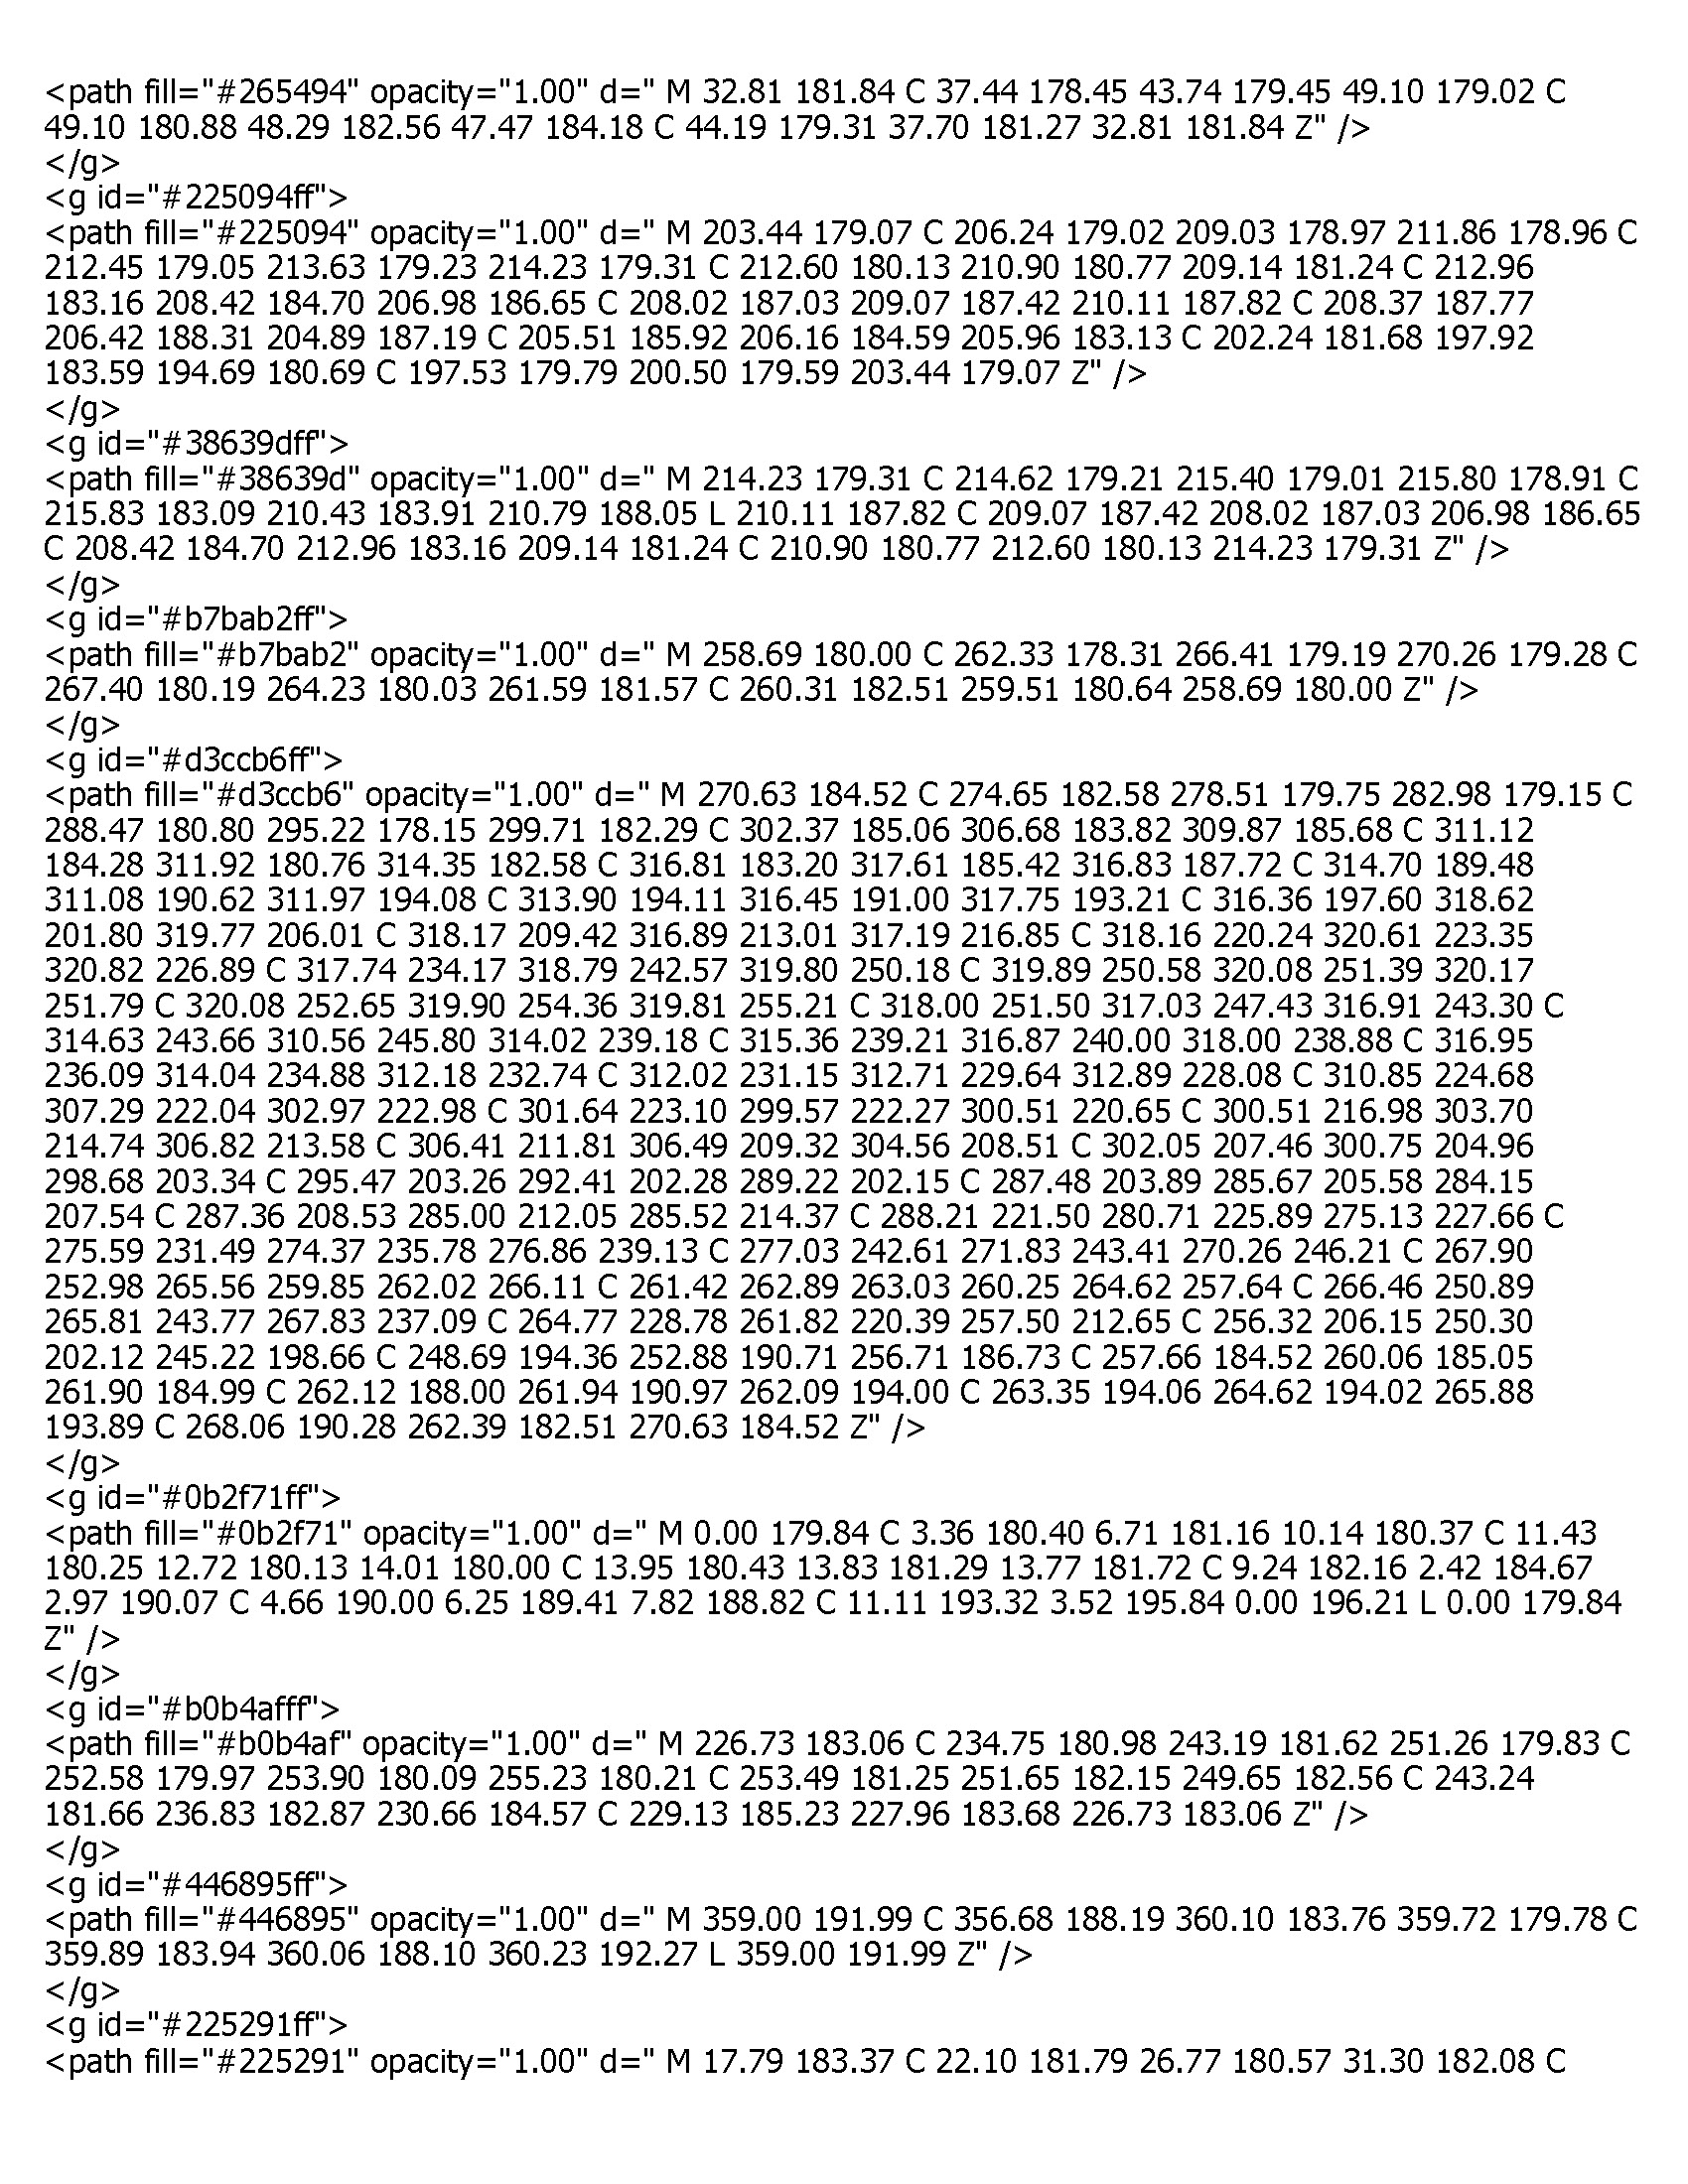 <path fill="#265494" opacity="1.00" d=" M 32.81 181.84 C 37.44 178.45 43.74 179.45 49.10 179.02 C
49.10 180.88 48.29 182.56 47.47 184.18 C 44.19 179.31 37.70 181.27 32.81 181.84 Z" />
</g>
<g id="#225094ff">
<path fill="#225094" opacity="1.00" d=" M 203.44 179.07 C 206.24 179.02 209.03 178.97 211.86 178.96 C
212.45 179.05 213.63 179.23 214.23 179.31 C 212.60 180.13 210.90 180.77 209.14 181.24 C 212.96
183.16 208.42 184.70 206.98 186.65 C 208.02 187.03 209.07 187.42 210.11 187.82 C 208.37 187.77
206.42 188.31 204.89 187.19 C 205.51 185.92 206.16 184.59 205.96 183.13 C 202.24 181.68 197.92
183.59 194.69 180.69 C 197.53 179.79 200.50 179.59 203.44 179.07 Z" />
</g>
<g id="#38639dff">
<path fill="#38639d" opacity="1.00" d=" M 214.23 179.31 C 214.62 179.21 215.40 179.01 215.80 178.91 C
215.83 183.09 210.43 183.91 210.79 188.05 L 210.11 187.82 C 209.07 187.42 208.02 187.03 206.98 186.65
C 208.42 184.70 212.96 183.16 209.14 181.24 C 210.90 180.77 212.60 180.13 214.23 179.31 Z" />
</g>
<g id="#b7bab2ff">
<path fill="#b7bab2" opacity="1.00" d=" M 258.69 180.00 C 262.33 178.31 266.41 179.19 270.26 179.28 C
267.40 180.19 264.23 180.03 261.59 181.57 C 260.31 182.51 259.51 180.64 258.69 180.00 Z" />
</g>
<g id="#d3ccb6ff">
<path fill="#d3ccb6" opacity="1.00" d=" M 270.63 184.52 C 274.65 182.58 278.51 179.75 282.98 179.15 C
288.47 180.80 295.22 178.15 299.71 182.29 C 302.37 185.06 306.68 183.82 309.87 185.68 C 311.12
184.28 311.92 180.76 314.35 182.58 C 316.81 183.20 317.61 185.42 316.83 187.72 C 314.70 189.48
311.08 190.62 311.97 194.08 C 313.90 194.11 316.45 191.00 317.75 193.21 C 316.36 197.60 318.62
201.80 319.77 206.01 C 318.17 209.42 316.89 213.01 317.19 216.85 C 318.16 220.24 320.61 223.35
320.82 226.89 C 317.74 234.17 318.79 242.57 319.80 250.18 C 319.89 250.58 320.08 251.39 320.17
251.79 C 320.08 252.65 319.90 254.36 319.81 255.21 C 318.00 251.50 317.03 247.43 316.91 243.30 C
314.63 243.66 310.56 245.80 314.02 239.18 C 315.36 239.21 316.87 240.00 318.00 238.88 C 316.95
236.09 314.04 234.88 312.18 232.74 C 312.02 231.15 312.71 229.64 312.89 228.08 C 310.85 224.68
307.29 222.04 302.97 222.98 C 301.64 223.10 299.57 222.27 300.51 220.65 C 300.51 216.98 303.70
214.74 306.82 213.58 C 306.41 211.81 306.49 209.32 304.56 208.51 C 302.05 207.46 300.75 204.96
298.68 203.34 C 295.47 203.26 292.41 202.28 289.22 202.15 C 287.48 203.89 285.67 205.58 284.15
207.54 C 287.36 208.53 285.00 212.05 285.52 214.37 C 288.21 221.50 280.71 225.89 275.13 227.66 C
275.59 231.49 274.37 235.78 276.86 239.13 C 277.03 242.61 271.83 243.41 270.26 246.21 C 267.90
252.98 265.56 259.85 262.02 266.11 C 261.42 262.89 263.03 260.25 264.62 257.64 C 266.46 250.89
265.81 243.77 267.83 237.09 C 264.77 228.78 261.82 220.39 257.50 212.65 C 256.32 206.15 250.30
202.12 245.22 198.66 C 248.69 194.36 252.88 190.71 256.71 186.73 C 257.66 184.52 260.06 185.05
261.90 184.99 C 262.12 188.00 261.94 190.97 262.09 194.00 C 263.35 194.06 264.62 194.02 265.88
193.89 C 268.06 190.28 262.39 182.51 270.63 184.52 Z" />
</g>
<g id="#0b2f71ff">
<path fill="#0b2f71" opacity="1.00" d=" M 0.00 179.84 C 3.36 180.40 6.71 181.16 10.14 180.37 C 11.43
180.25 12.72 180.13 14.01 180.00 C 13.95 180.43 13.83 181.29 13.77 181.72 C 9.24 182.16 2.42 184.67
2.97 190.07 C 4.66 190.00 6.25 189.41 7.82 188.82 C 11.11 193.32 3.52 195.84 0.00 196.21 L 0.00 179.84
Z" />
</g>
<g id="#b0b4afff">
<path fill="#b0b4af" opacity="1.00" d=" M 226.73 183.06 C 234.75 180.98 243.19 181.62 251.26 179.83 C
252.58 179.97 253.90 180.09 255.23 180.21 C 253.49 181.25 251.65 182.15 249.65 182.56 C 243.24
181.66 236.83 182.87 230.66 184.57 C 229.13 185.23 227.96 183.68 226.73 183.06 Z" />
</g>
<g id="#446895ff">
<path fill="#446895" opacity="1.00" d=" M 359.00 191.99 C 356.68 188.19 360.10 183.76 359.72 179.78 C
359.89 183.94 360.06 188.10 360.23 192.27 L 359.00 191.99 Z" />
</g>
<g id="#225291ff">
<path fill="#225291" opacity="1.00" d=" M 17.79 183.37 C 22.10 181.79 26.77 180.57 31.30 182.08 C